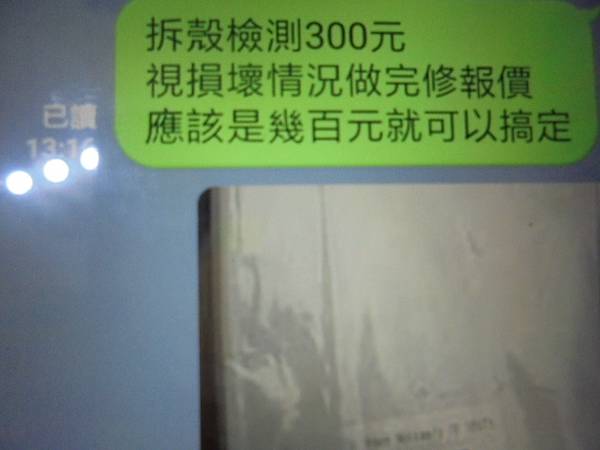 拆殼檢測300元
視損壞情況做完修報價
應該是幾百元就可以搞定
已讀